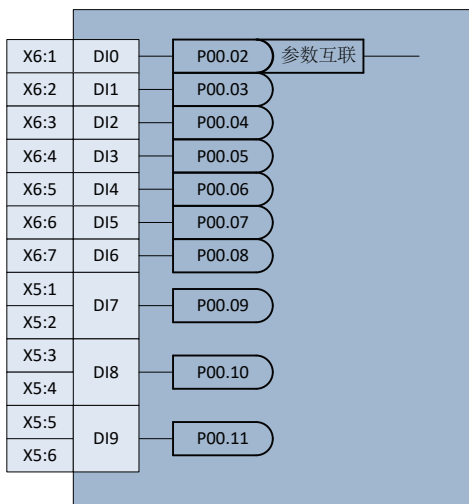 X6:1 DI0 P00.02 参数互联
X6:2 DI1 P00.03
X6:3 DI2 P00.04
X6:4 DI3 P00.05
X6:5 DI4 P00.06
X6:6 DI5 P00.07
X6:7 DI6 P00.08
X5:1
DI7 P00.09
X5:2
X5:3
DI8 P00.10
X5:4
X5:5
DI9 P00.11
X5:6